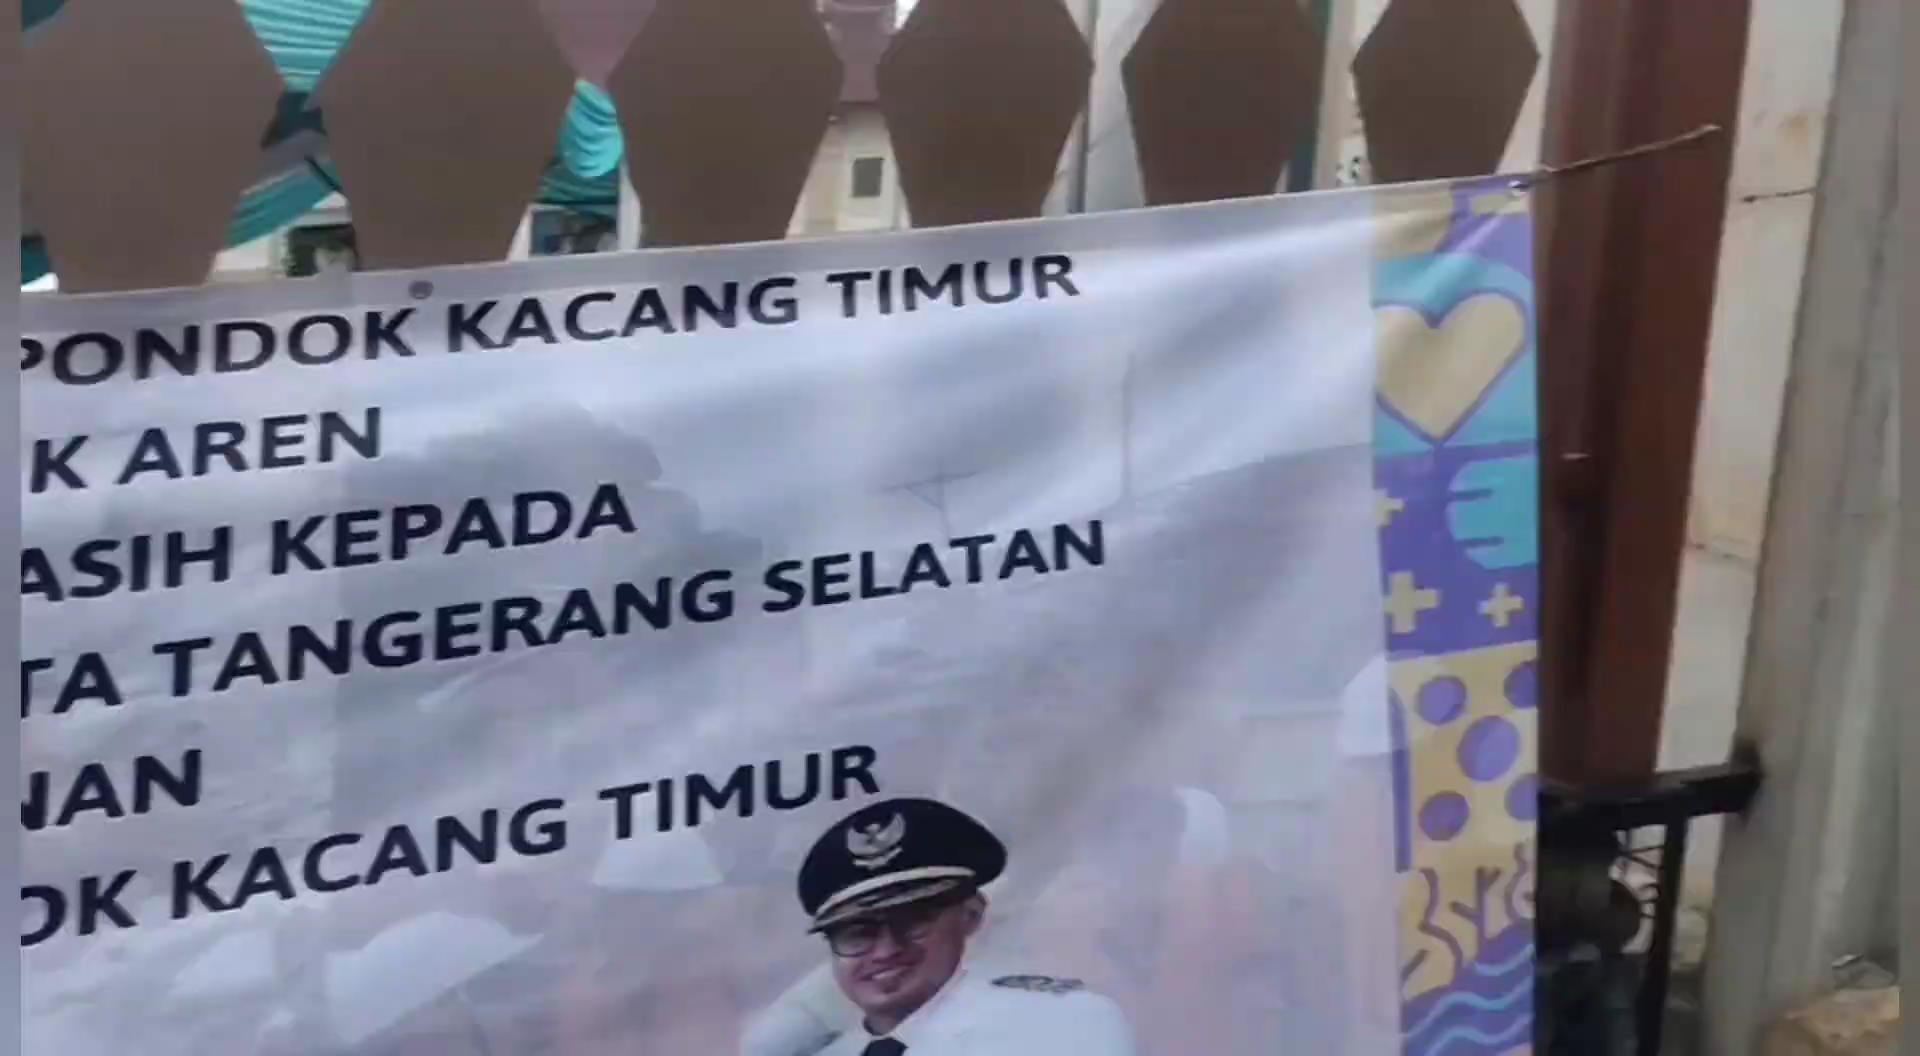 PONDOK KACANG TIMUR
K AREN
ASIH KEPADA
TA TANGERANG SELATAN
NAN
OK KACANG TIMUR